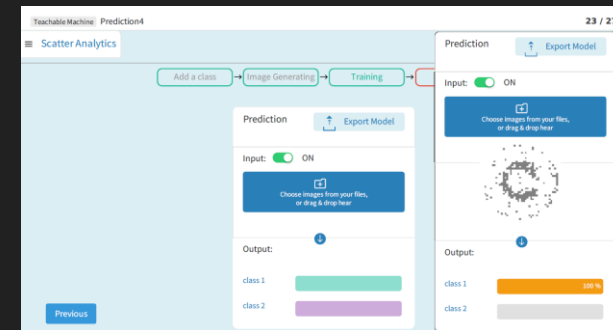 Teachable Machine Prediction4
23 / 27
Scatter Analytics
Add a class
Image Generating
Training
Prediction
Export Model
Input:
ON
Choose images from your files,
or drag & drop hear
Output:
class 1
class 2
Previous
Prediction
Export Model
Input:
ON
Choose images from your files,
or drag & drop hear
Output:
class 1
100 %
class 2